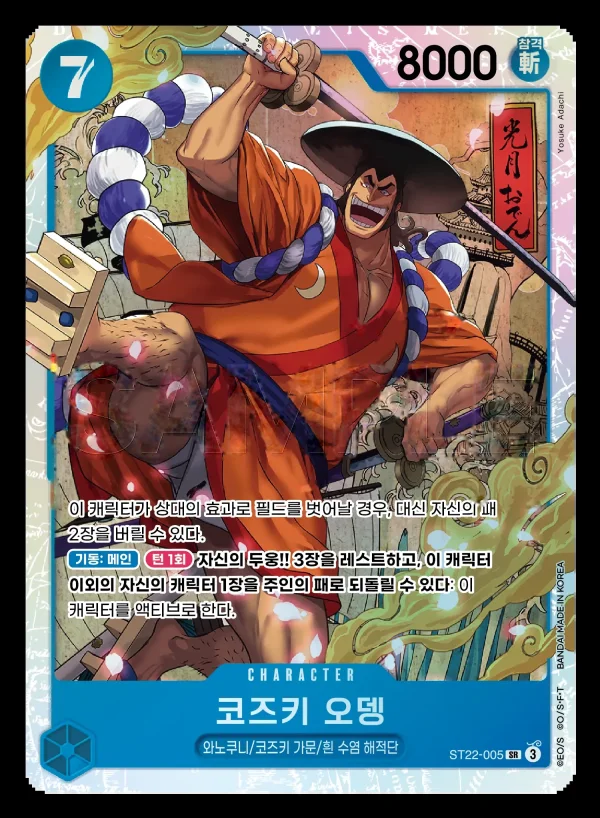 7
8000
참격
斬
Yosuke Adachi
光月おでん
SAMPLE
이 캐릭터가 상대의 효과로 필드를 벗어날 경우, 대신 자신의 패
2장을 버릴 수 있다.
기동: 메인 턴 1회 자신의 두웅!! 3장을 레스트하고, 이 캐릭터
이외의 자신의 캐릭터 1장을 주인의 패로 되돌릴 수 있다: 이
캐릭터를 액티브로 한다.
CHARACTER
코즈키 오뎅
와노쿠니/코즈키 가문/흰 수염 해적단
ST22-005 SR 3
©E.O/S ©O/S·F·T BANDAI MADE IN KOREA